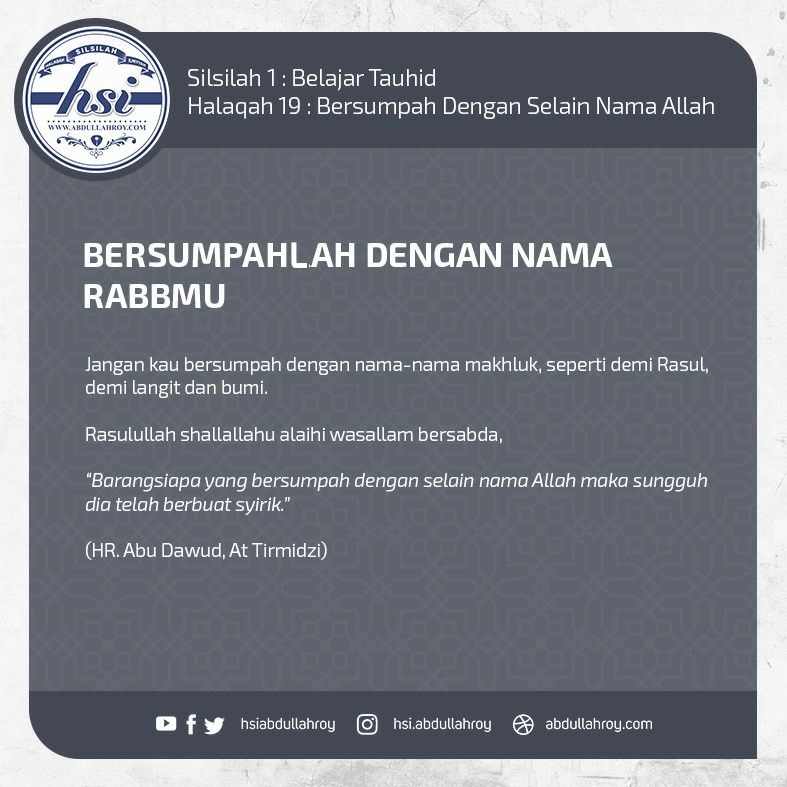 HALAQAH SILSILAH ILMIYAH
hsi
WWW.ABDULLAHROY.COM
Silsilah 1 : Belajar Tauhid
Halaqah 19 : Bersumpah Dengan Selain Nama Allah
BERSUMPAHLAH DENGAN NAMA
RABBMU
Jangan kau bersumpah dengan nama-nama makhluk, seperti demi Rasul,
demi langit dan bumi.
Rasulullah shallallahu alaihi wasallam bersabda,
“Barangsiapa yang bersumpah dengan selain nama Allah maka sungguh
dia telah berbuat syirik.”
(HR. Abu Dawud, At Tirmidzi)
hsiabdullahroy hsi.abdullahroy abdullahroy.com